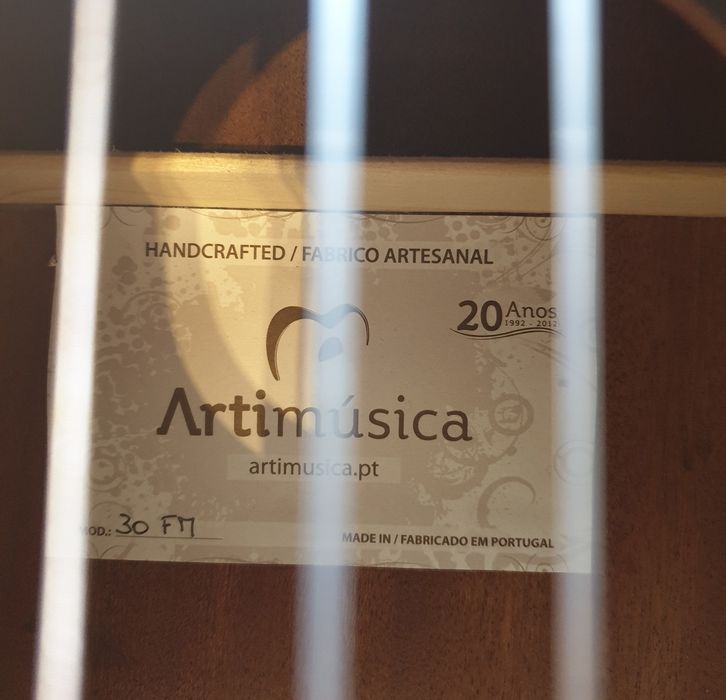 HANDCRAFTED / FABRICO ARTESANAL
20 Anos
1992 - 2012
Artimúsica
artimusica.pt
MOD.: 30 FM
MADE IN / FABRICADO EM PORTUGAL